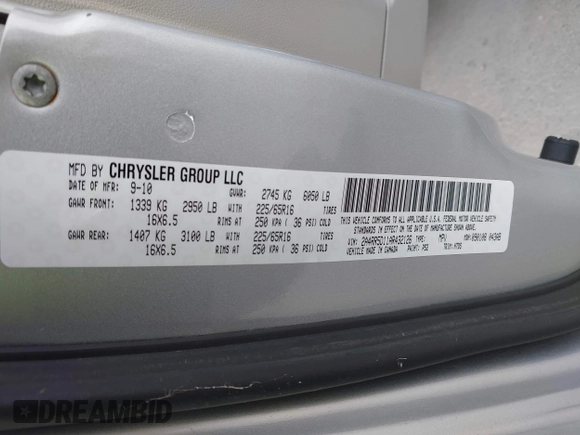 MFD BY CHRYSLER GROUP LLC
DATE OF MFR: 9-10 GVWR: 2745 KG 6050 LB
GAWR FRONT: 1339 KG 2950 LB WITH 225/65R16 TIRES
16X6.5 RIMS AT 250 KPA ( 36 PSI) COLD
GAWR REAR: 1407 KG 3100 LB WITH 225/65R16 TIRES
16X6.5 RIMS AT 250 KPA ( 36 PSI) COLD
THIS VEHICLE CONFORMS TO ALL APPLICABLE U.S.A. FEDERAL MOTOR VEHICLE SAFETY
STANDARDS IN EFFECT ON THE DATE OF MANUFACTURE SHOWN ABOVE.
VIN: TYPE: MPV
VEHICLE MADE IN CANADA PAINT: TRIM:
DREAMBID